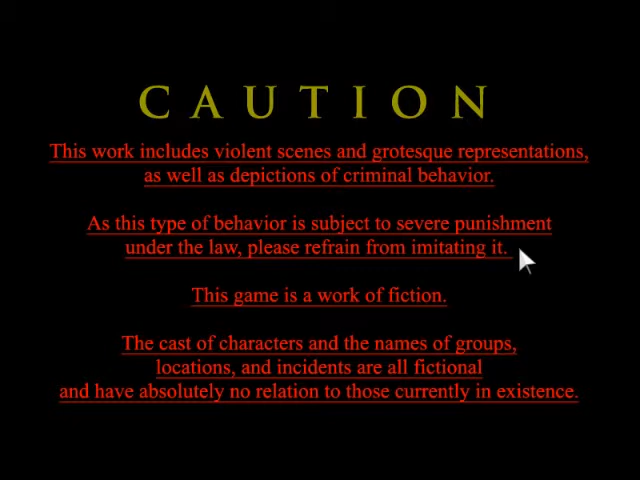 CAUTION
This work includes violent scenes and grotesque representations,
as well as depictions of criminal behavior.
As this type of behavior is subject to severe punishment
under the law, please refrain from imitating it.
This game is a work of fiction.
The cast of characters and the names of groups,
locations, and incidents are all fictional
and have absolutely no relation to those currently in existence.